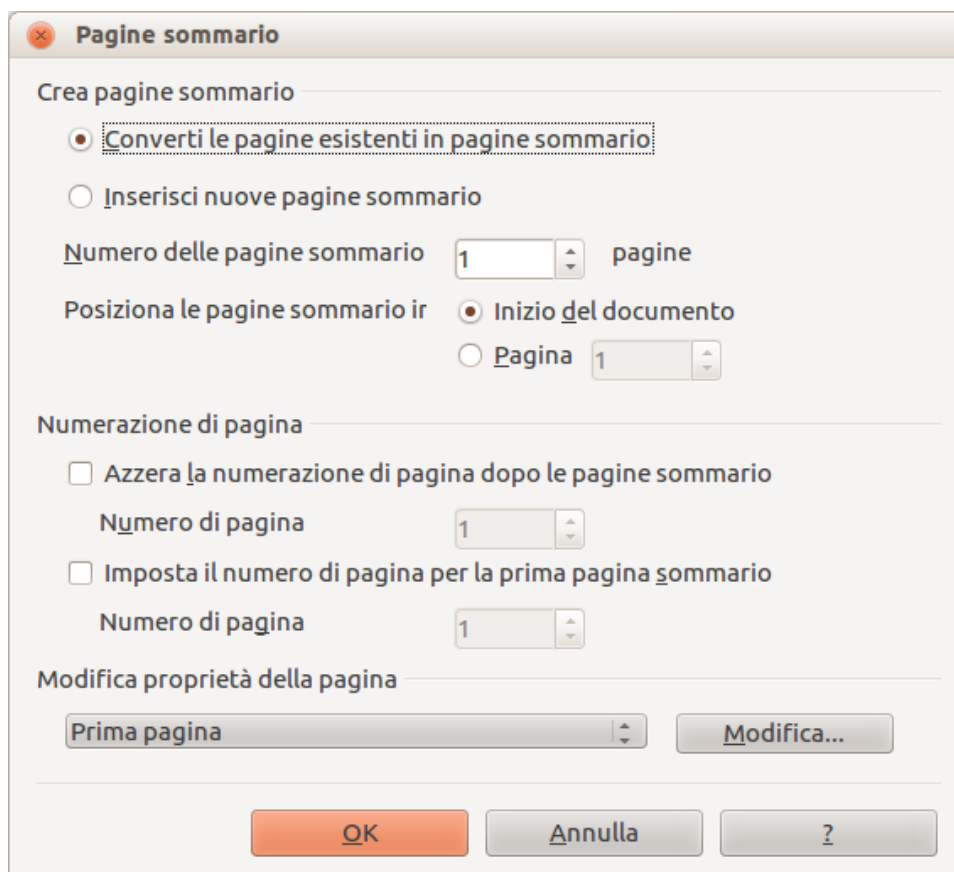 Pagine sommario
Crea pagine sommario
Converti le pagine esistenti in pagine sommario
Inserisci nuove pagine sommario
Numero delle pagine sommario 1 pagine
Posiziona le pagine sommario ir Inizio del documento
Pagina 1
Numerazione di pagina
Azzera la numerazione di pagina dopo le pagine sommario
Numero di pagina 1
Imposta il numero di pagina per la prima pagina sommario
Numero di pagina 1
Modifica proprietà della pagina
Prima pagina Modifica...
OK Annulla ?